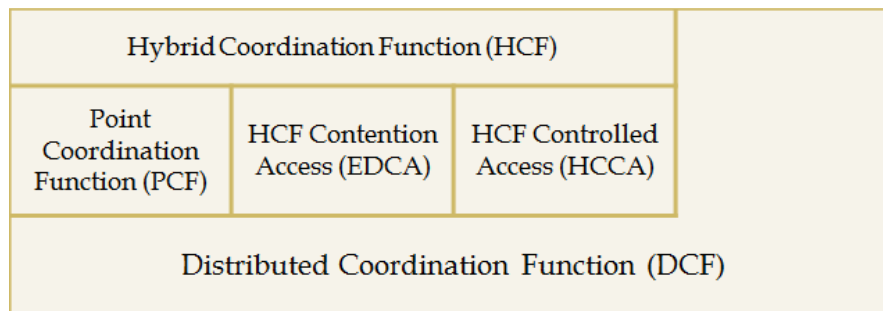 Hybrid Coordination Function (HCF)
Point
Coordination
Function (PCF)
HCF Contention
Access (EDCA)
HCF Controlled
Access (HCCA)
Distributed Coordination Function (DCF)